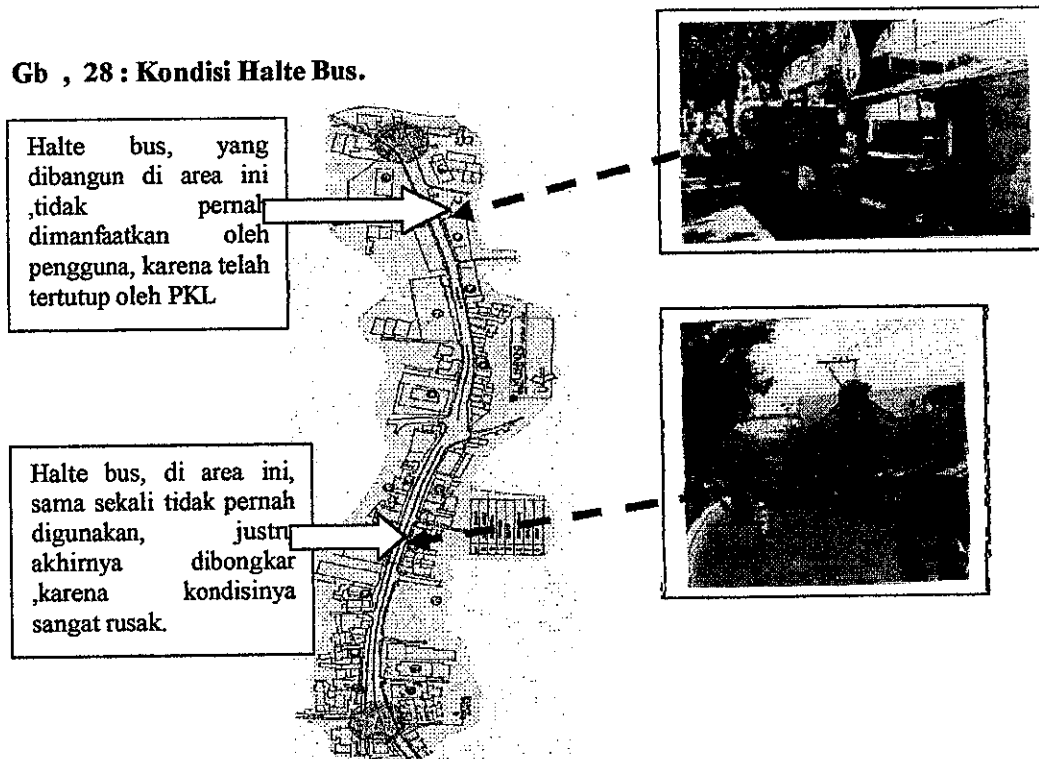 Gb , 28 : Kondisi Halte Bus.
Halte bus, yang
dibangun di area ini
,tidak pernah
dimanfaatkan oleh
pengguna, karena telah
tertutup oleh PKL
Halte bus, di area ini,
sama sekali tidak pernah
digunakan, justru
akhirnya dibongkar
,karena kondisinya
sangat rusak.